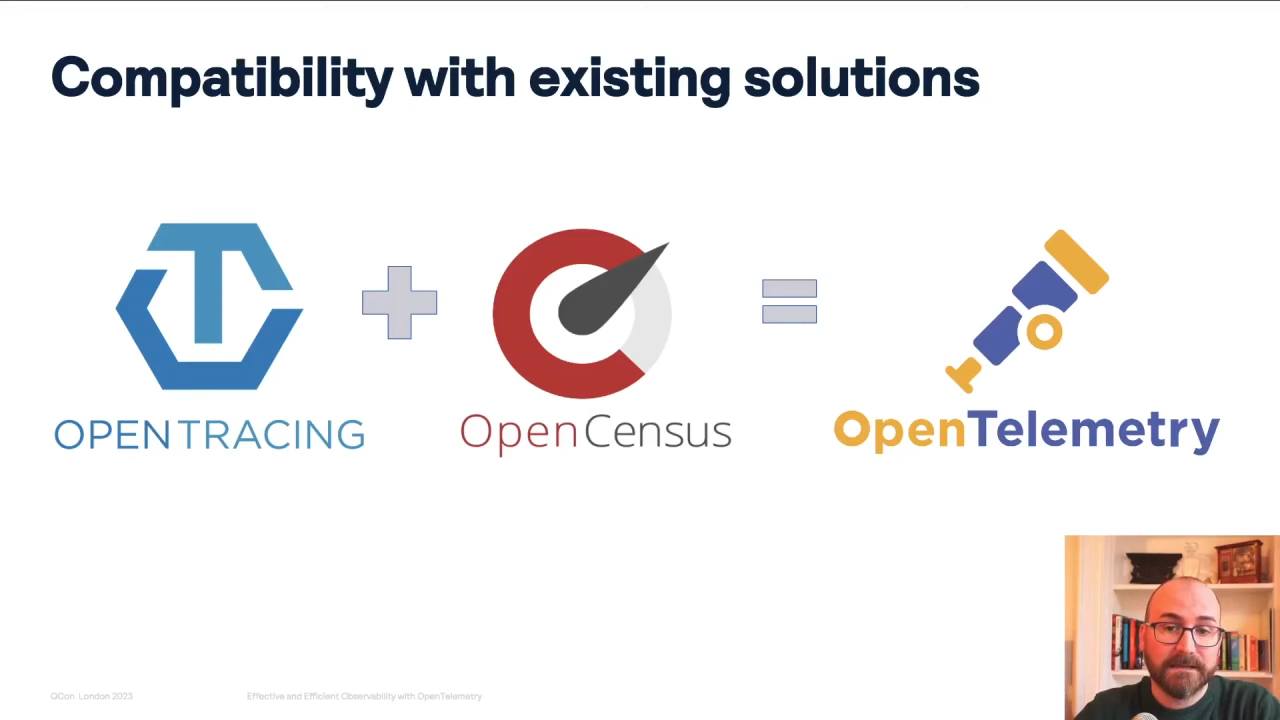 Compatibility with existing solutions
OPENTRACING
OpenCensus
OpenTelemetry
QCon London 2023
Effective and Efficient Observability with OpenTelemetry